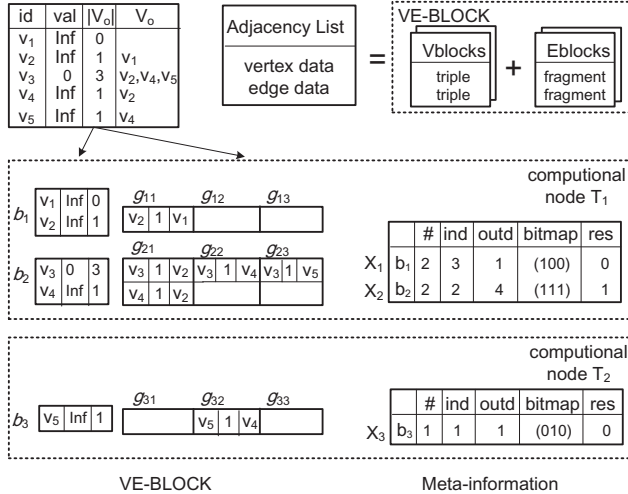 id val |Vo| Vo
v1 Inf 0
v2 Inf 1 v1
v3 0 3 v2,v4,v5
v4 Inf 1 v2
v5 Inf 1 v4
Adjacency List
vertex data
edge data
=
VE-BLOCK
Vblocks
triple
triple
+
Eblocks
fragment
fragment
computional
node T1
g11 g12 g13
b1 v1 Inf 0
v2 Inf 1
v2 1 v1
g21 g22 g23
b2 v3 0 3
v4 Inf 1
v3 1 v2 v3 1 v4 v3 1 v5
v4 1 v2
# ind outd bitmap res
X1 b1 2 3 1 (100) 0
X2 b2 2 2 4 (111) 1
computional
node T2
g31 g32 g33
b3 v5 Inf 1
v5 1 v4
# ind outd bitmap res
X3 b3 1 1 1 (010) 0
VE-BLOCK
Meta-information